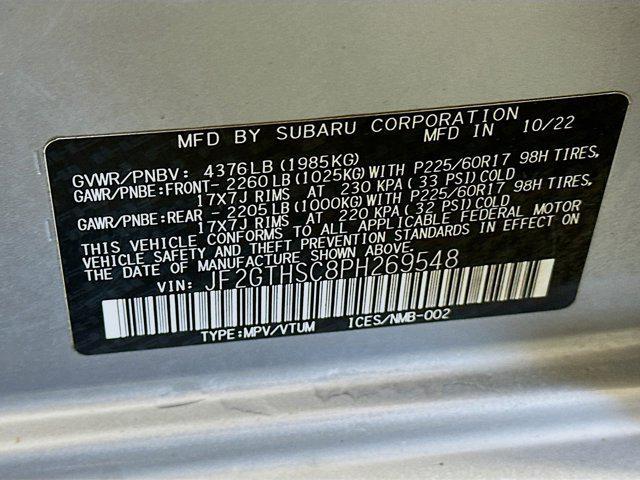 MFD BY SUBARU CORPORATION
MFD IN 10/22
GVWR/PNBV: 4376LB(1985KG)
GAWR/PNBE:FRONT- 2260LB(1025KG)WITH P225/60R17 98H TIRES,
17x7J RIMS AT 230 KPA(33 PSI)COLD
GAWR/PNBE:REAR - 2205LB(1000KG)WITH P225/60R17 98H TIRES,
17x7J RIMS AT 220 KPA(32 PSI)COLD
THIS VEHICLE CONFORMS TO ALL APPLICABLE FEDERAL MOTOR
VEHICLE SAFETY AND THEFT PREVENTION STANDARDS IN EFFECT ON
THE DATE OF MANUFACTURE SHOWN ABOVE.
VIN: JF2GTHSC8PH269548
TYPE:MPV/VTUM ICES/NMB-002